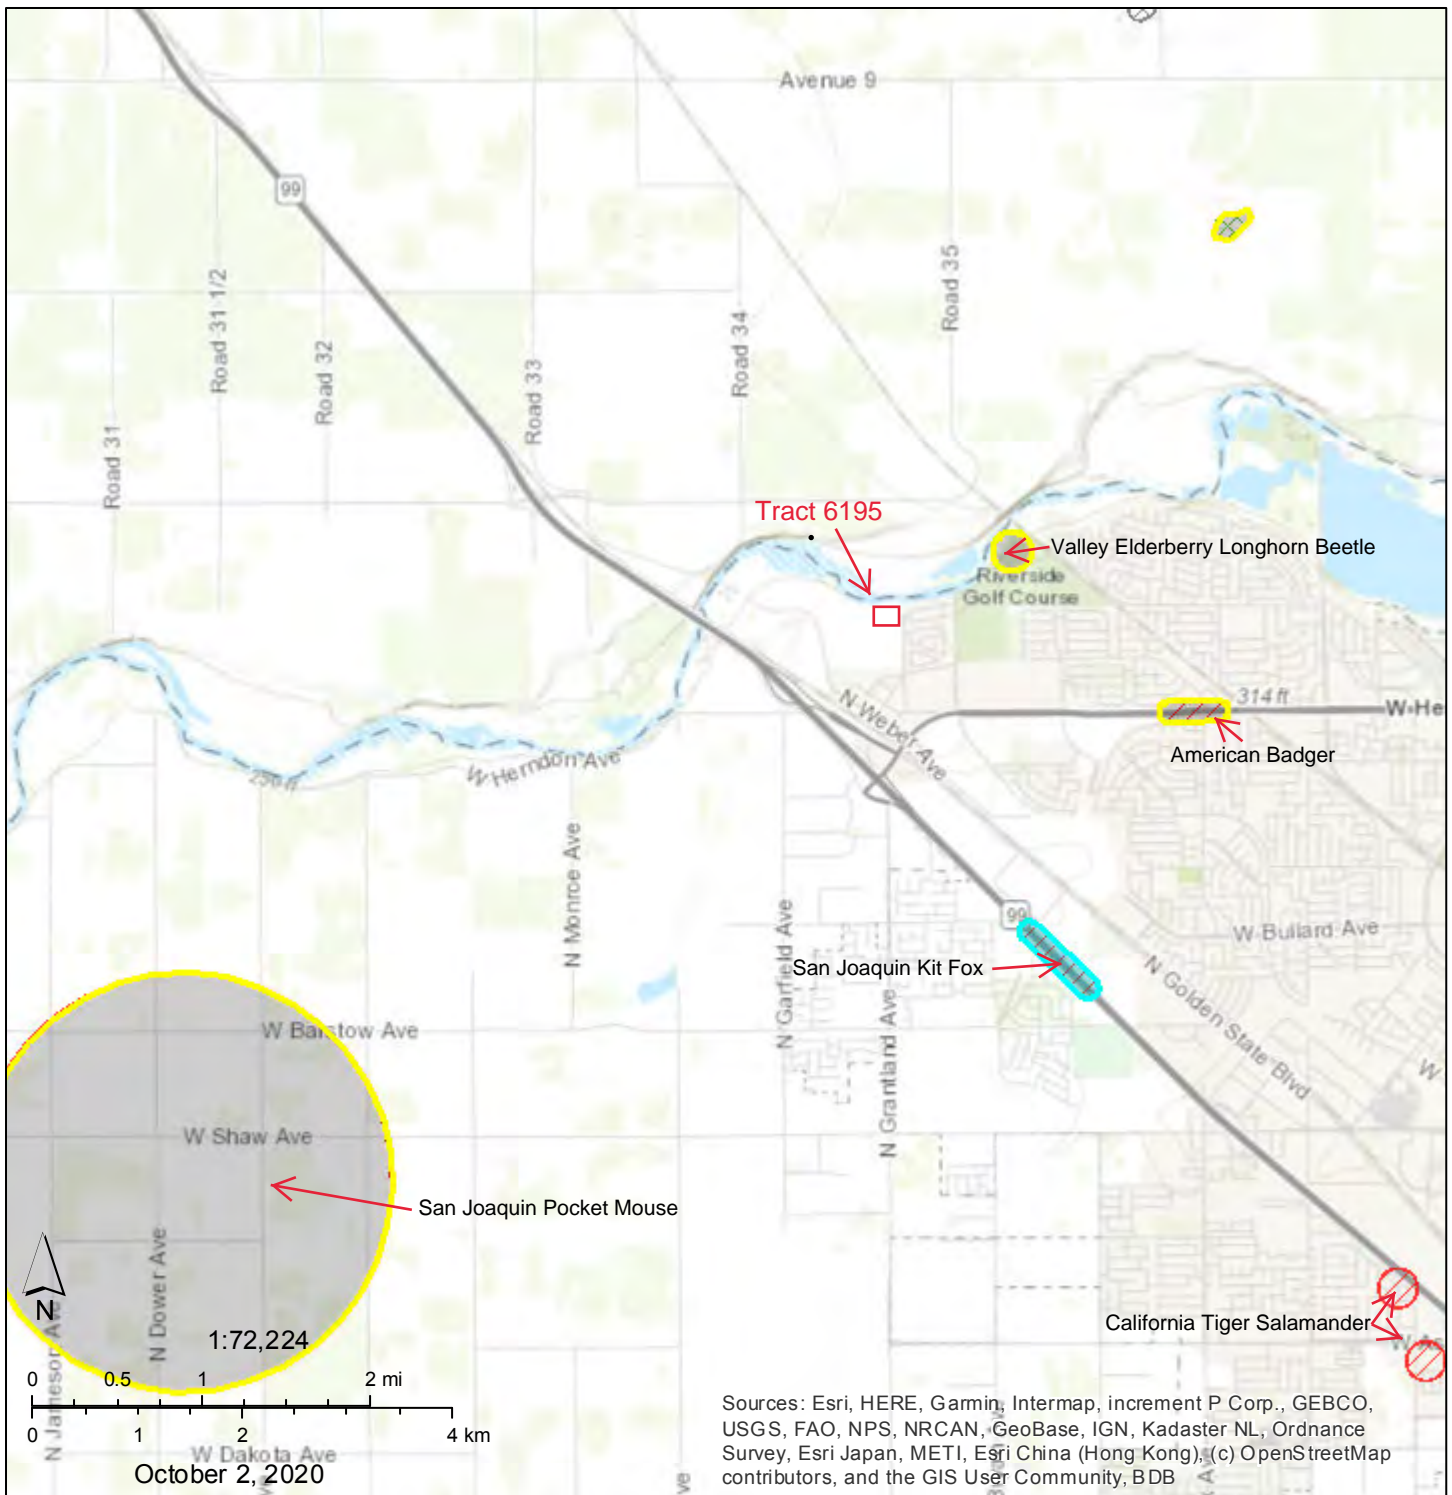 Avenue 9
99
Road 35
Road 31 1/2
Road 34
Road 32
Road 33
Road 31
Tract 6195
Valley Elderberry Longhorn Beetle
Riverside
Golf Course
314 ft
W He
N Weber Ave
American Badger
W Herndon Ave
N Monroe Ave
N Garfield Ave
99
W Bullard Ave
San Joaquin Kit Fox
N Golden State Blvd
N Grantland Ave
W Barstow Ave
W
W Shaw Ave
San Joaquin Pocket Mouse
N
N Dower Ave
N Jameson Ave
California Tiger Salamander
1:72,224
0 0.5 1 2 mi
0 1 2 4 km
W Dakota Ave
October 2, 2020
Sources: Esri, HERE, Garmin, Intermap, increment P Corp., GEBCO,
USGS, FAO, NPS, NRCAN, GeoBase, IGN, Kadaster NL, Ordnance
Survey, Esri Japan, METI, Esri China (Hong Kong), (c) OpenStreetMap
contributors, and the GIS User Community, BDB